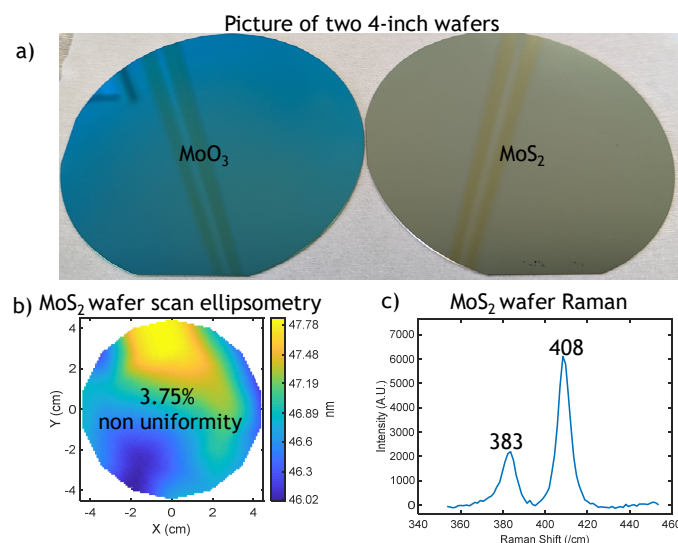 Picture of two 4-inch wafers
a)
MoO₃
MoS₂
b) MoS₂ wafer scan ellipsometry
4
2
0
-2
-4
Y (cm)
3.75%
non uniformity
-4 -2 0 2 4
X (cm)
47.78
47.48
47.19
46.89
46.6
46.3
46.02
nm
c) MoS₂ wafer Raman
7000
6000
5000
4000
3000
2000
1000
0
Intensity (A.U.)
408
383
340 360 380 400 420 440 460
Raman Shift (/cm)